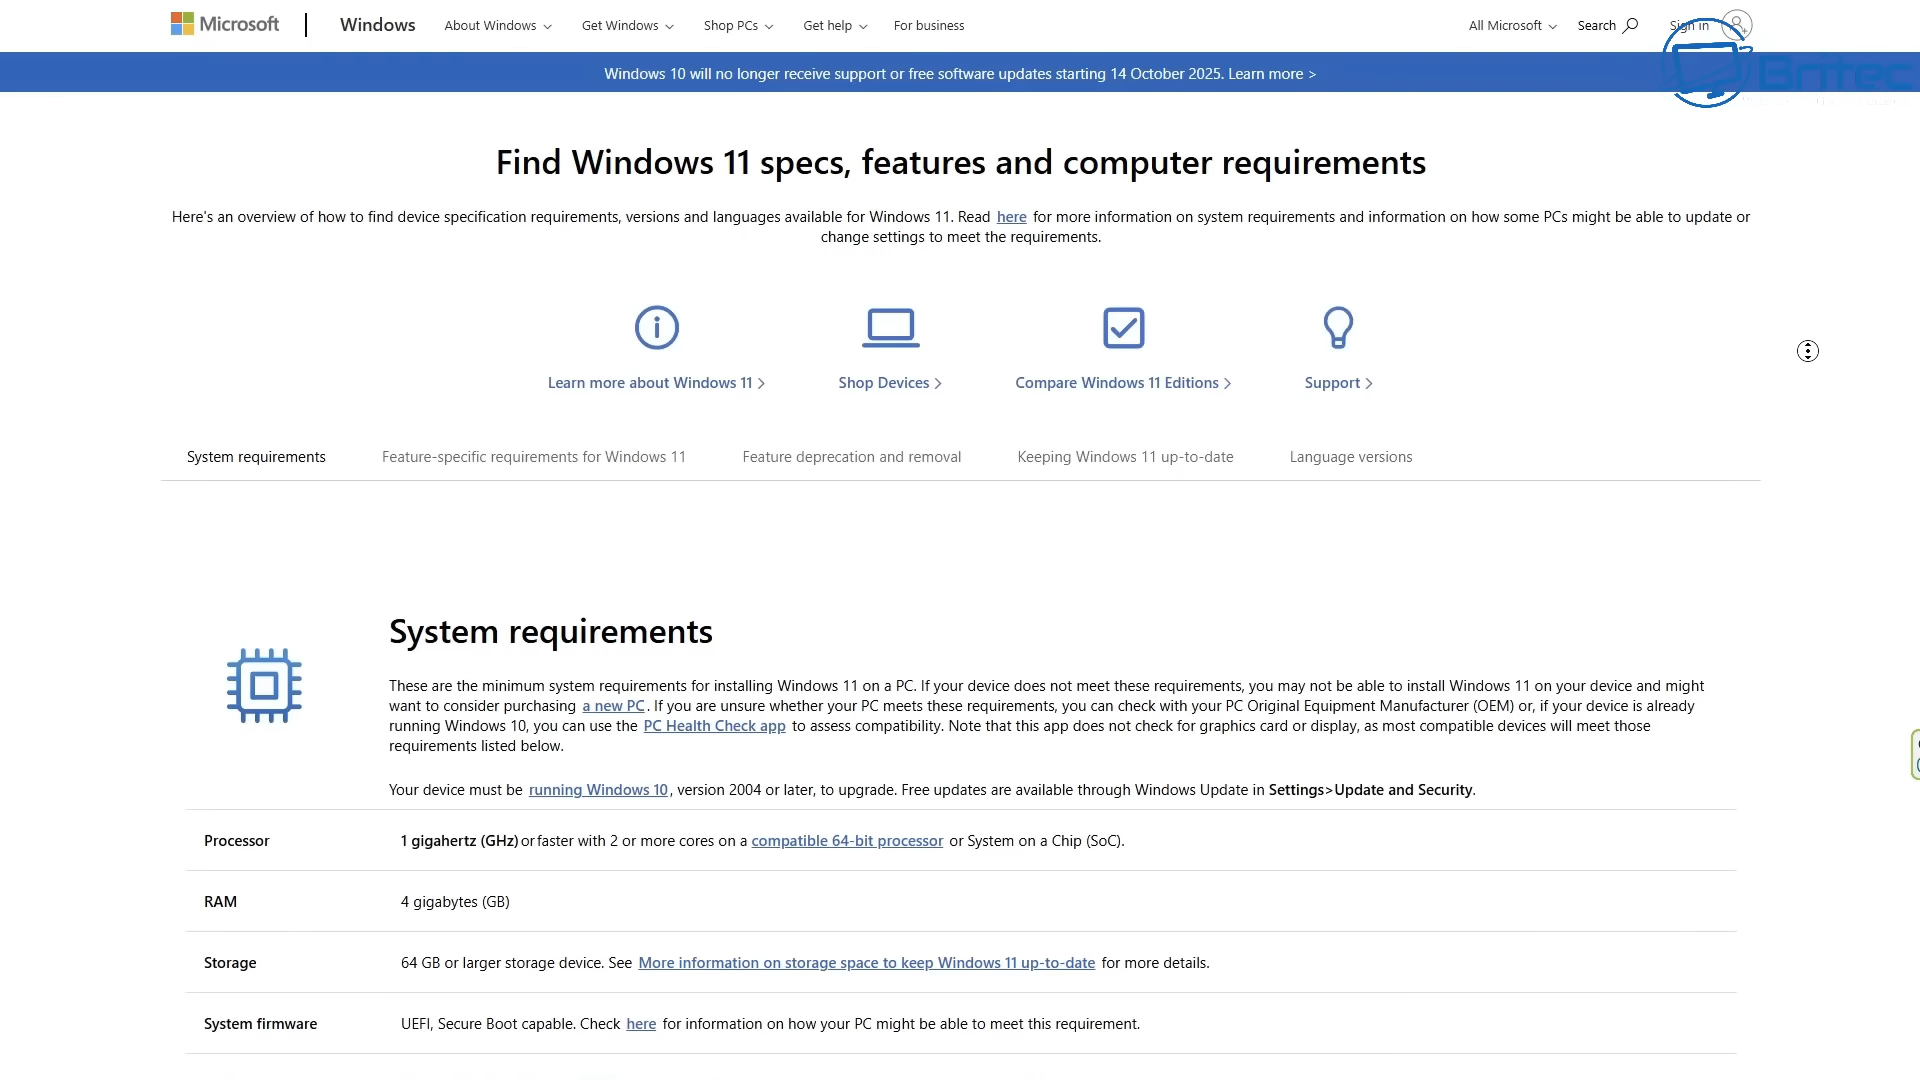 Microsoft
Windows
About Windows
Get Windows
Shop PCs
Get help
For business
All Microsoft
Search
Sign in
Windows 10 will no longer receive support or free software updates starting 14 October 2025. Learn more >
Britec
Find Windows 11 specs, features and computer requirements
Here's an overview of how to find device specification requirements, versions and languages available for Windows 11. Read here for more information on system requirements and information on how some PCs might be able to update or
change settings to meet the requirements.
Learn more about Windows 11
Shop Devices
Compare Windows 11 Editions
Support
System requirements
Feature-specific requirements for Windows 11
Feature deprecation and removal
Keeping Windows 11 up-to-date
Language versions
System requirements
These are the minimum system requirements for installing Windows 11 on a PC. If your device does not meet these requirements, you may not be able to install Windows 11 on your device and might
want to consider purchasing a new PC. If you are unsure whether your PC meets these requirements, you can check with your PC Original Equipment Manufacturer (OEM) or, if your device is already
running Windows 10, you can use the PC Health Check app to assess compatibility. Note that this app does not check for graphics card or display, as most compatible devices will meet those
requirements listed below.
Your device must be running Windows 10, version 2004 or later, to upgrade. Free updates are available through Windows Update in Settings>Update and Security.
Processor
1 gigahertz (GHz) or faster with 2 or more cores on a compatible 64-bit processor or System on a Chip (SoC).
RAM
4 gigabytes (GB)
Storage
64 GB or larger storage device. See More information on storage space to keep Windows 11 up-to-date for more details.
System firmware
UEFI, Secure Boot capable. Check here for information on how your PC might be able to meet this requirement.